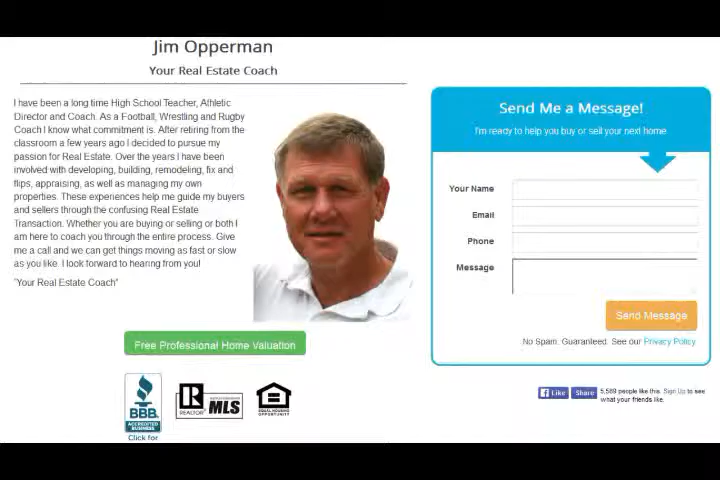 Jim Opperman
Your Real Estate Coach
I have been a long time High School Teacher, Athletic
Director and Coach. As a Football, Wrestling and Rugby
Coach I know what commitment is. After retiring from the
classroom a few years ago I decided to pursue my
passion for Real Estate. Over the years I have been
involved with developing, building, remodeling, fix and
flips, appraising, as well as managing my own
properties. These experiences help me guide my buyers
and sellers through the confusing Real Estate
Transaction. Whether you are buying or selling or both I
am here to coach you through the entire process. Give
me a call and we can get things moving as fast or slow
as you like. I look forward to hearing from you!
"Your Real Estate Coach"
Free Professional Home Valuation
BBB.
ACCREDITED
BUSINESS
Click for
R
REALTOR®
MLS
EQUAL HOUSING
OPPORTUNITY
Send Me a Message!
I'm ready to help you buy or sell your next home
Your Name
Email
Phone
Message
Send Message
No Spam. Guaranteed. See our Privacy Policy
Like Share 5,589 people like this. Sign Up to see
what your friends like.